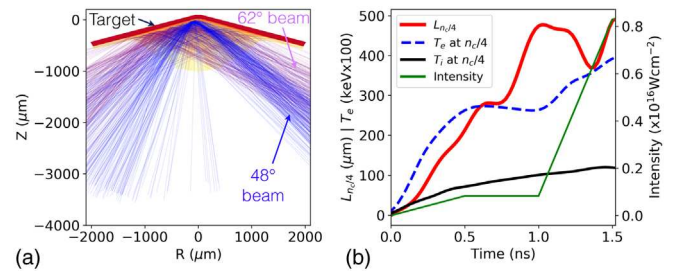 Target
62° beam
48°
beam
0
−1000
−2000
−3000
−4000
Z (μm)
−2000 −1000 0 1000 2000
R (μm)
(a)
500
400
300
200
100
0
L_{n_c/4} (μm) | T_e (keVx100)
L_{n_c/4}
T_e at n_c/4
T_i at n_c/4
Intensity
0.8
0.6
0.4
0.2
0.0
Intensity (x10^{16}Wcm^{-2})
0.0 0.5 1.0 1.5
Time (ns)
(b)